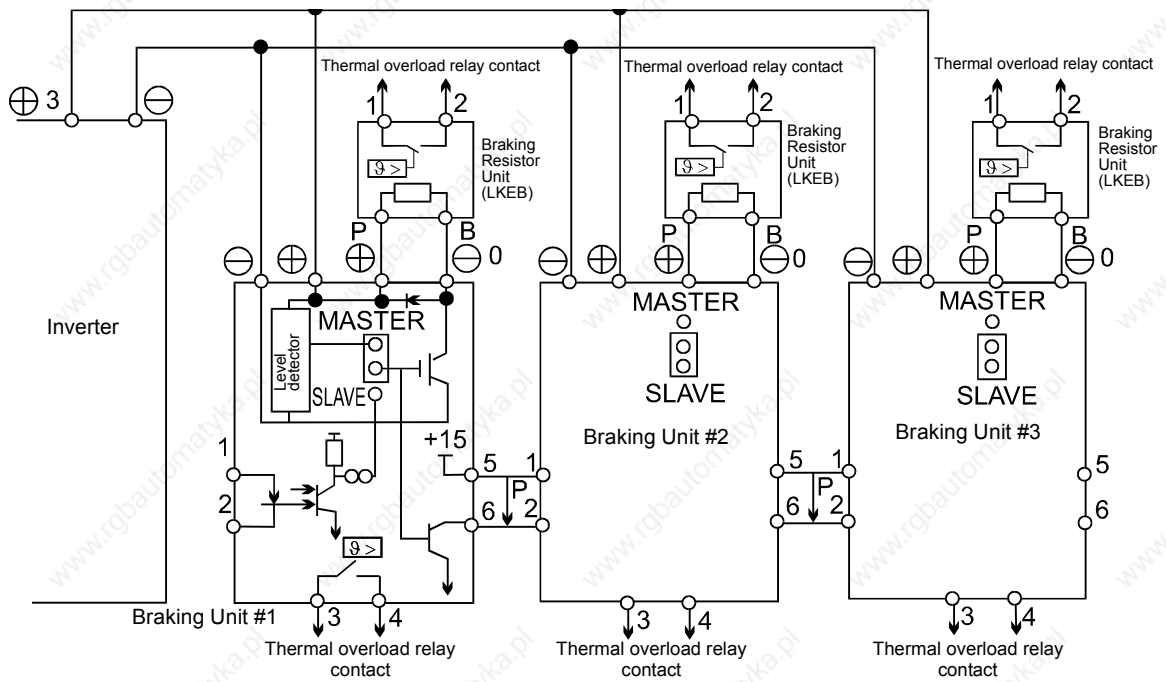 Thermal overload relay contact
Thermal overload relay contact
Thermal overload relay contact
⊕ 3 ⊖
1 2
1 2
1 2
Braking
Resistor
Unit
(LKEB)
Braking
Resistor
Unit
(LKEB)
Braking
Resistor
Unit
(LKEB)
ϑ >
ϑ >
ϑ >
P B
P B
P B
⊖ ⊕ ⊕ ⊖ 0
⊖ ⊕ ⊕ ⊖ 0
⊖ ⊕ ⊕ ⊖ 0
Inverter
Level
detector
MASTER
SLAVE
MASTER
SLAVE
MASTER
SLAVE
Braking Unit #2
Braking Unit #3
+15
1
2
5
6
P
1
2
5
6
P
1
2
5
6
ϑ >
Braking Unit #1
3 4
3 4
3 4
Thermal overload relay
contact
Thermal overload relay
contact
Thermal overload relay
contact
www.rgbautomatyka.pl